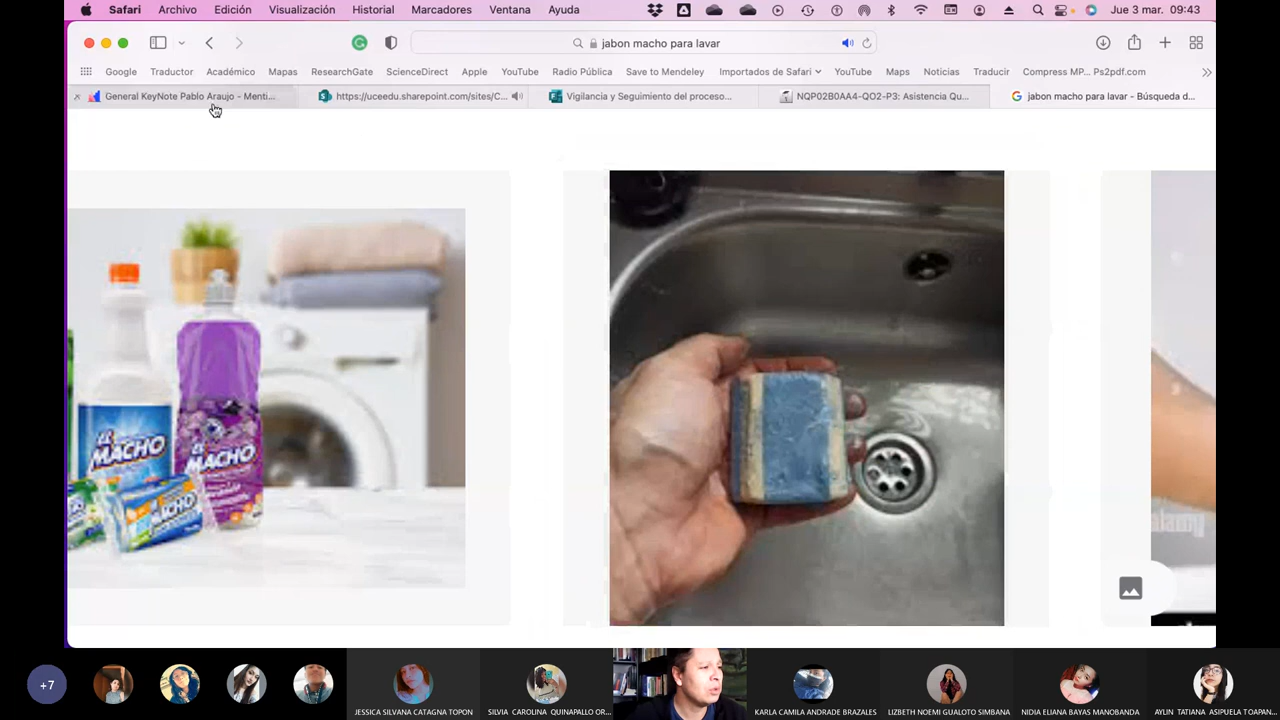 Safari Archivo Edición Visualización Historial Marcadores Ventana Ayuda Jue 3 mar. 09:43
jabon macho para lavar
Google Traductor Académico Mapas ResearchGate ScienceDirect Apple YouTube Radio Pública Save to Mendeley Importados de Safari YouTube Maps Noticias Traducir Compress MP... Ps2pdf.com
General KeyNote Pablo Araujo - Menti... https://uceedu.sharepoint.com/sites/C... Vigilancia y Seguimiento del proceso... NQP02B0AA4-QO2-P3: Asistencia Qu... jabon macho para lavar - Búsqueda d...
EL MACHO
EL MACHO
MACHO
alamy
+7
JESSICA SILVANA CATAGNA TOPON
SILVIA CAROLINA QUINAPALLO OR...
KARLA CAMILA ANDRADE BRAZALES
LIZBETH NOEMI GUALOTO SIMBANA
NIDIA ELIANA BAYAS MANOBANDA
AYLIN TATIANA ASIPUELA TOAPAN...